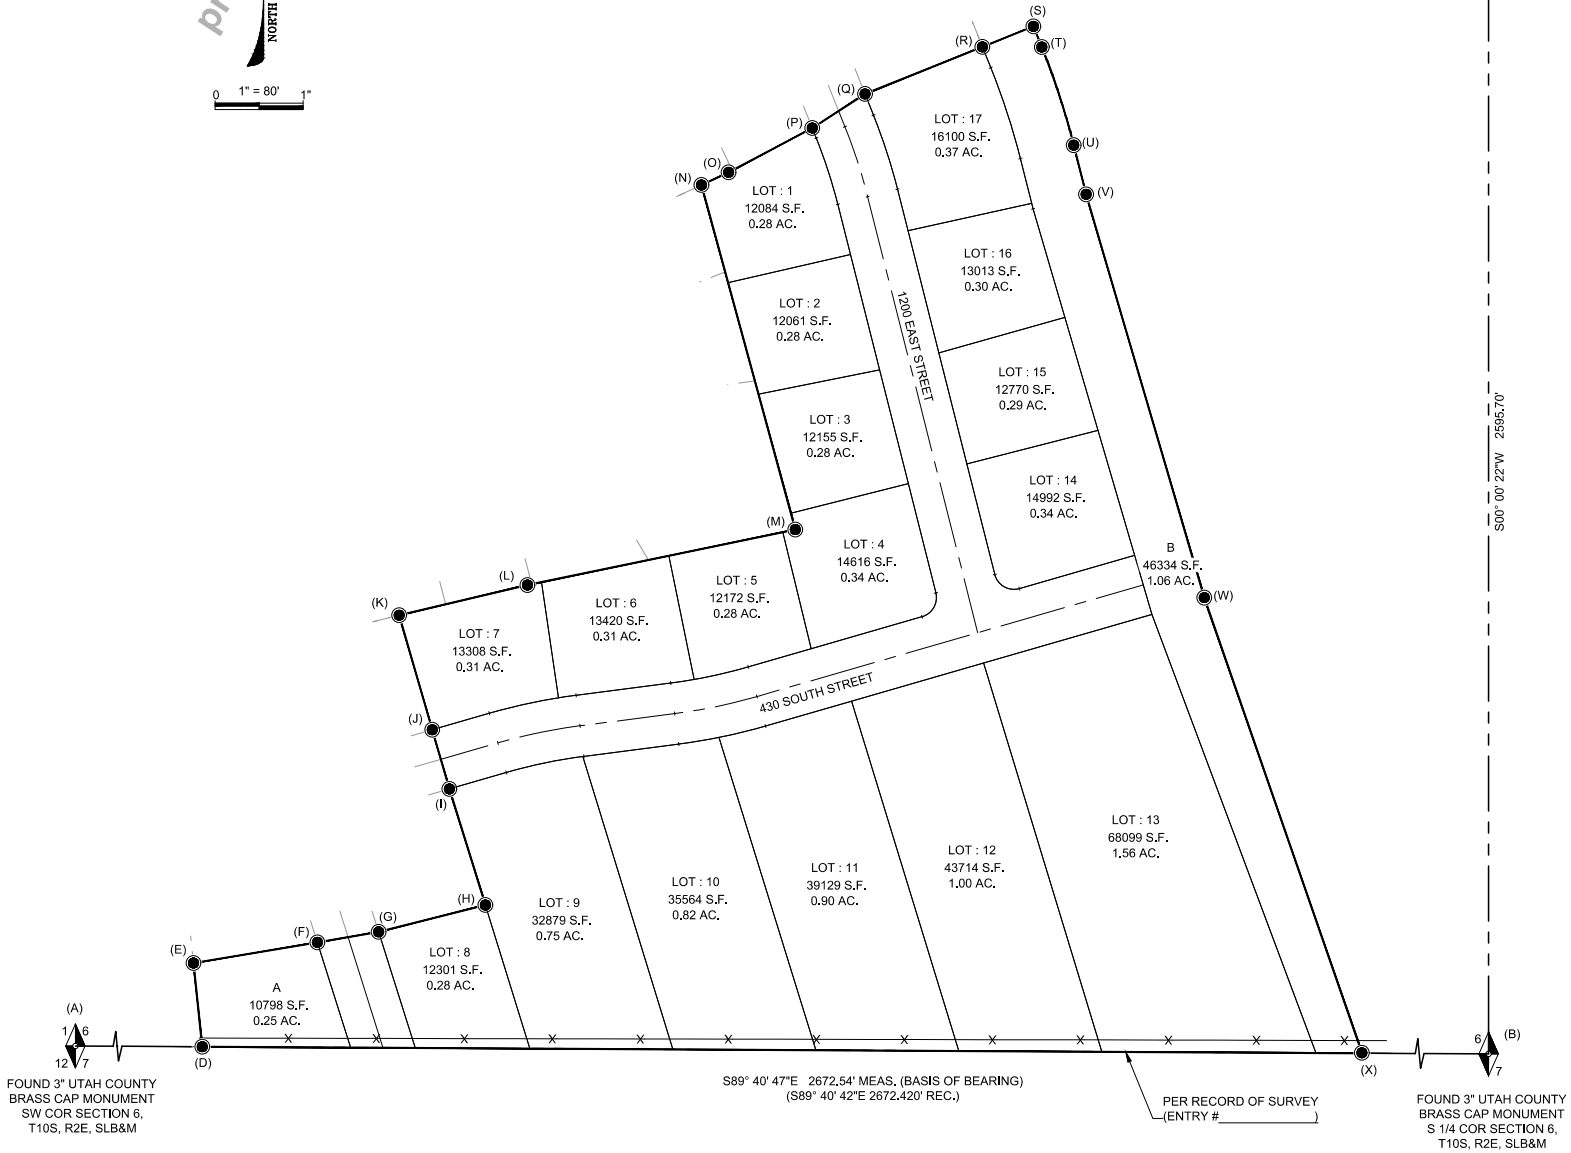 pr
NORTH
0 1" = 80' 1"
(S)
(R)
(T)
(Q)
(P)
(U)
(O)
(N)
(V)
LOT : 17
16100 S.F.
0.37 AC.
LOT : 1
12084 S.F.
0.28 AC.
LOT : 16
13013 S.F.
0.30 AC.
LOT : 2
12061 S.F.
0.28 AC.
1200 EAST STREET
LOT : 15
12770 S.F.
0.29 AC.
LOT : 3
12155 S.F.
0.28 AC.
S00° 00' 22"W 2595.70'
LOT : 14
14992 S.F.
0.34 AC.
(M)
LOT : 4
14616 S.F.
0.34 AC.
B
46334 S.F.
1.06 AC.
(L)
LOT : 5
12172 S.F.
0.28 AC.
(K)
LOT : 6
13420 S.F.
0.31 AC.
(W)
LOT : 7
13308 S.F.
0.31 AC.
430 SOUTH STREET
(J)
(I)
LOT : 13
68099 S.F.
1.56 AC.
LOT : 12
43714 S.F.
1.00 AC.
LOT : 11
39129 S.F.
0.90 AC.
LOT : 10
35564 S.F.
0.82 AC.
(H)
LOT : 9
32879 S.F.
0.75 AC.
(G)
(F)
(E)
LOT : 8
12301 S.F.
0.28 AC.
A
10798 S.F.
0.25 AC.
(A)
1 6
12 7
(D)
X X X X X X X X X X X X X
6 (B)
7
(X)
FOUND 3" UTAH COUNTY
BRASS CAP MONUMENT
SW COR SECTION 6,
T10S, R2E, SLB&M
S89° 40' 47"E 2672.54' MEAS. (BASIS OF BEARING)
(S89° 40' 42"E 2672.420' REC.)
PER RECORD OF SURVEY
(ENTRY #______________)
FOUND 3" UTAH COUNTY
BRASS CAP MONUMENT
S 1/4 COR SECTION 6,
T10S, R2E, SLB&M